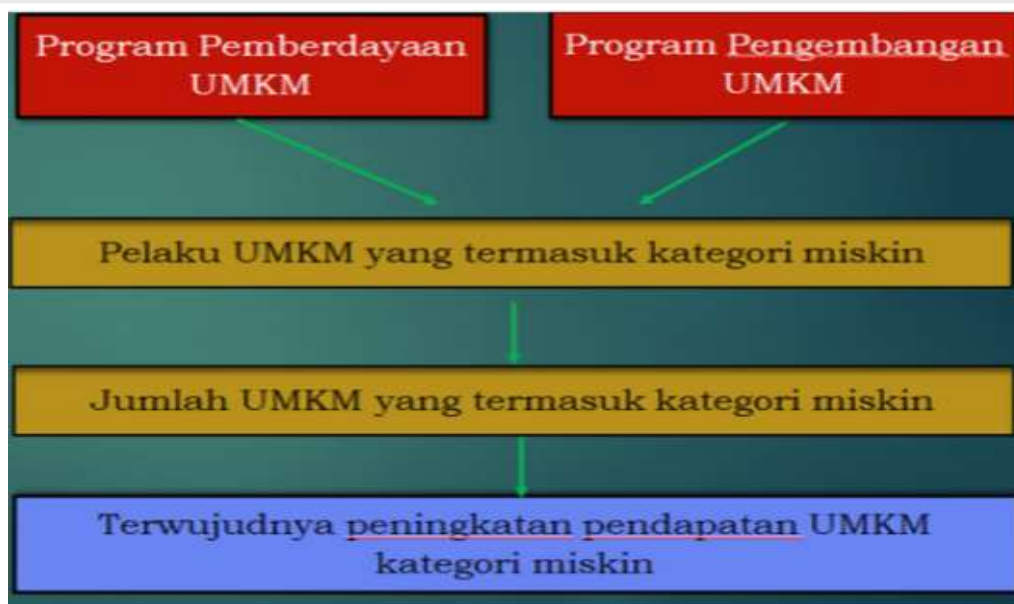 Program Pemberdayaan
UMKM
Program Pengembangan
UMKM
Pelaku UMKM yang termasuk kategori miskin
Jumlah UMKM yang termasuk kategori miskin
Terwujudnya peningkatan pendapatan UMKM
kategori miskin